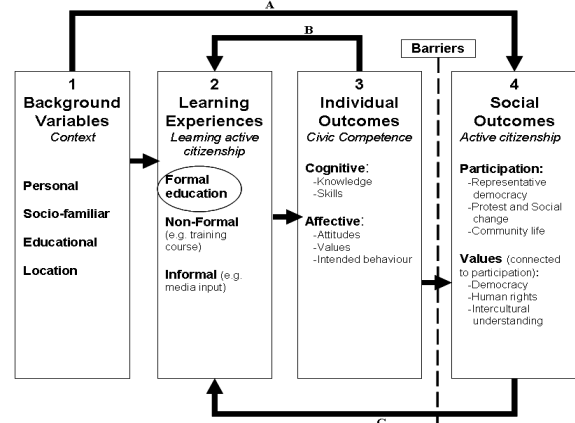 A
B
Barriers
1
Background
Variables
Context
Personal
Socio-familiar
Educational
Location
2
Learning
Experiences
Learning active
citizenship
Formal
education
Non-Formal
(e.g. training
course)
Informal (e.g.
media input)
3
Individual
Outcomes
Civic Competence
Cognitive:
-Knowledge
-Skills
Affective:
-Attitudes
-Values
-Intended behaviour
4
Social
Outcomes
Active citizenship
Participation:
-Representative
democracy
-Protest and Social
change
-Community life
Values (connected
to participation):
-Democracy
-Human rights
-Intercultural
understanding
C